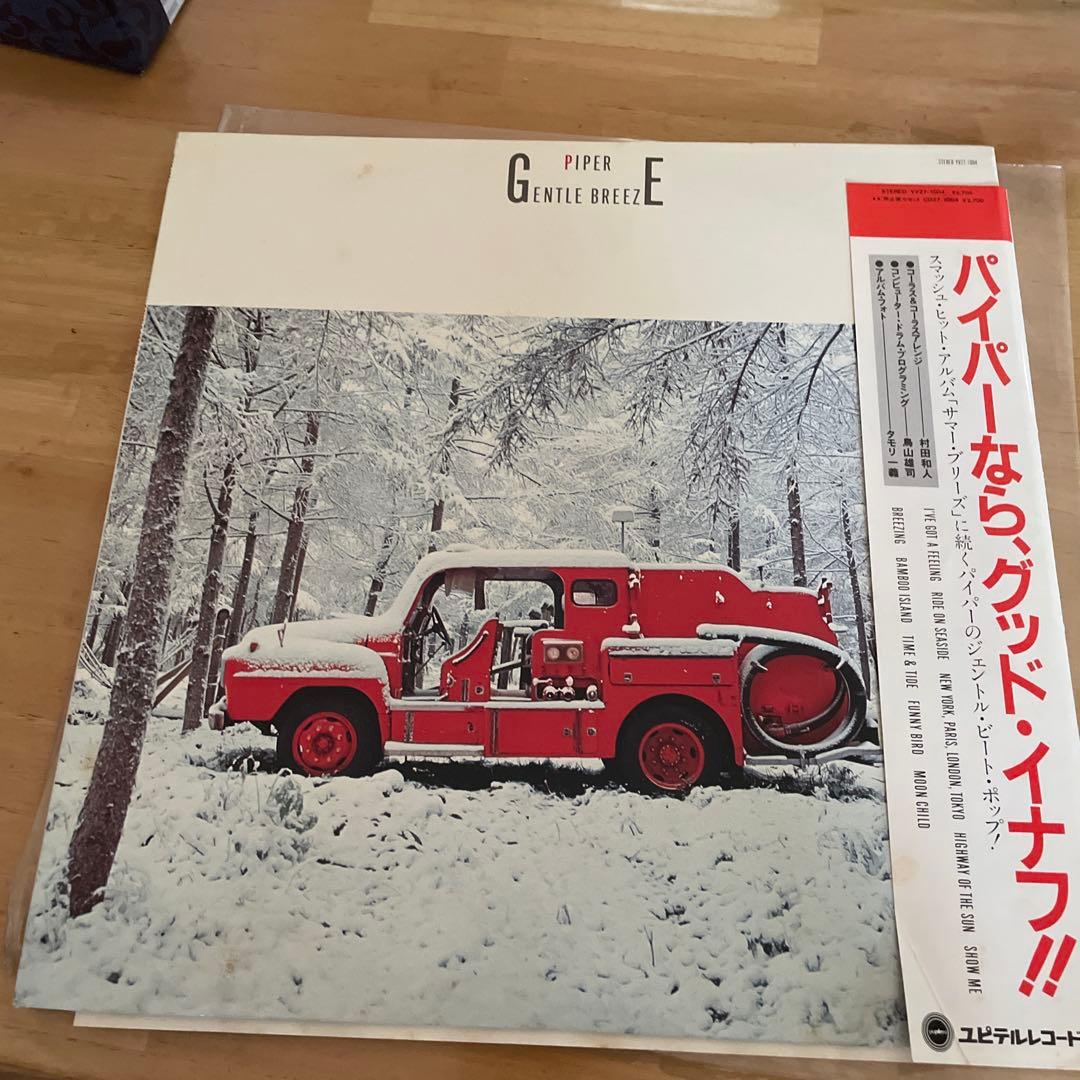 PIPER
GENTLE BREEZE
STEREO YV27-1004
STEREO YV27-1004 ¥2,700
CD27-1004 ¥2,700
パイパーなら、グッド・イナフ!!
スマッシュ・ヒット・アルバム「サマー・ブリーズ」に続くパイパーのジェントル・ビート・ポップ!
●コーラス&コーラスアレンジ――村田和人
●コンピューター・ドラム・プログラミング――鳥山雄司
●アルバム・フォト――タモリ一義
I'VE GOT A FEELING RIDE ON SEASIDE NEW YORK, PARIS, LONDON, TOKYO HIGHWAY OF THE SUN SHOW ME
BREEZING BAMBOO ISLAND TIME & TIDE FUNNY BIRD MOON CHILD
ユピテルレコード